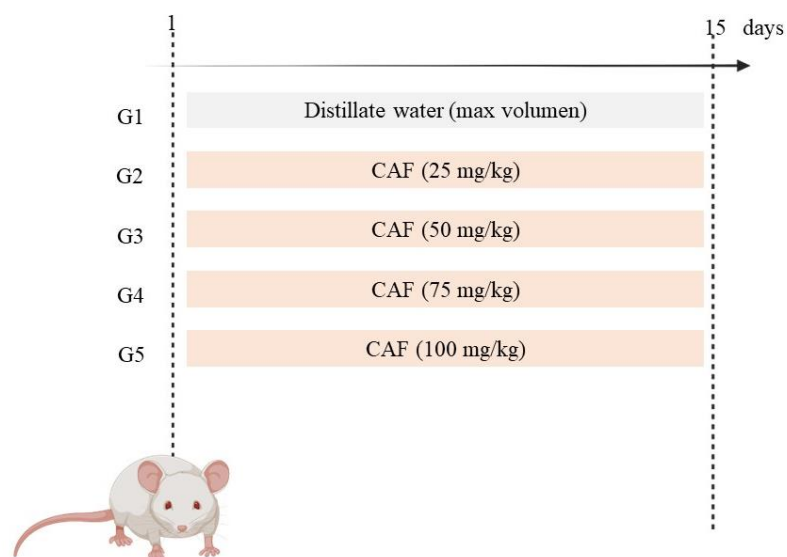 1
15 days
G1 Distillate water (max volumen)
G2 CAF (25 mg/kg)
G3 CAF (50 mg/kg)
G4 CAF (75 mg/kg)
G5 CAF (100 mg/kg)